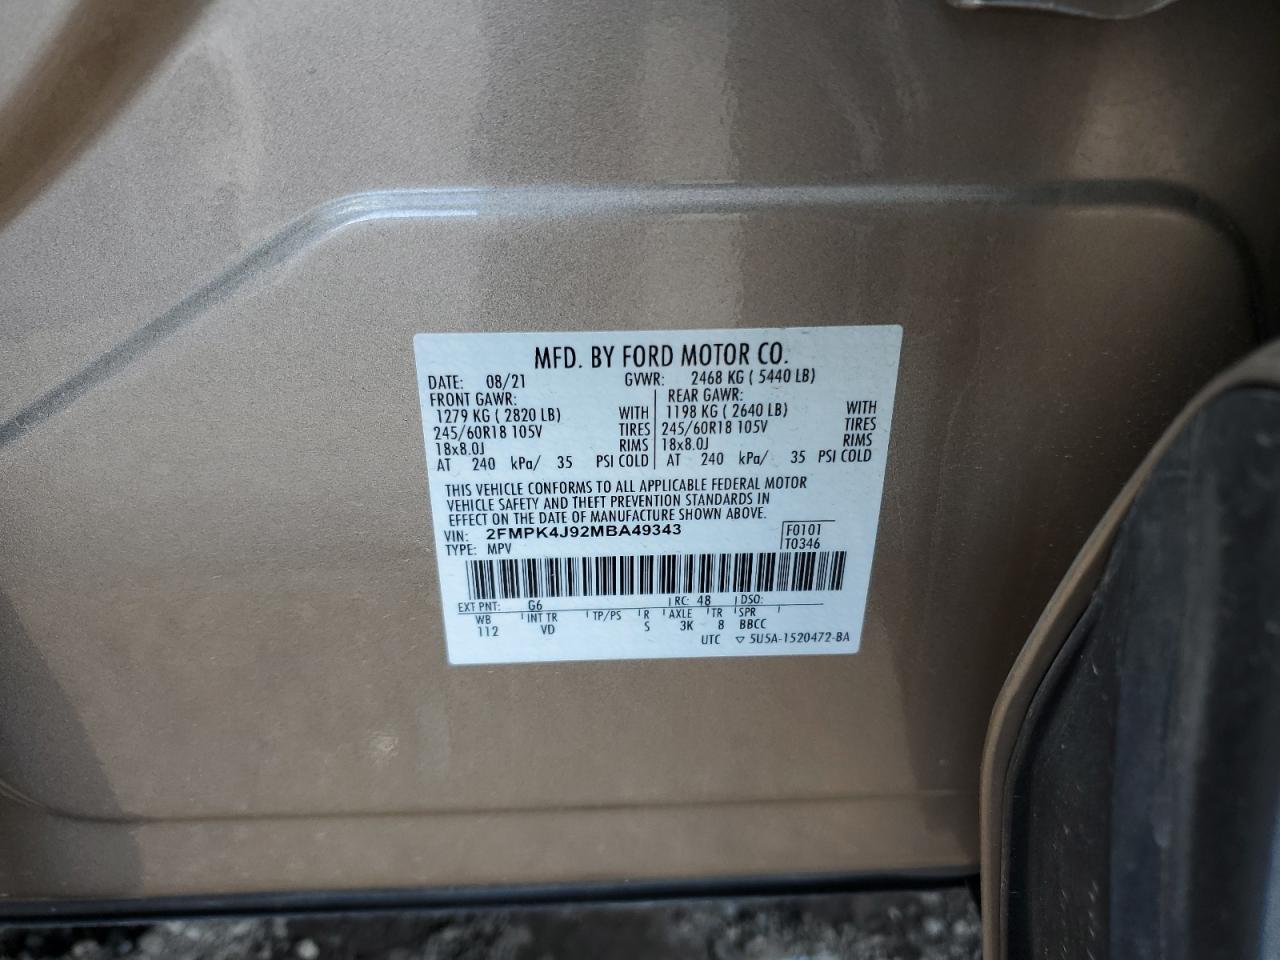 MFD. BY FORD MOTOR CO.
DATE: 08/21 GVWR: 2468 KG ( 5440 LB)
FRONT GAWR: REAR GAWR:
1279 KG ( 2820 LB) WITH 1198 KG ( 2640 LB) WITH
245/60R18 105V TIRES 245/60R18 105V TIRES
18x8.0J RIMS 18x8.0J RIMS
AT 240 kPa/ 35 PSI COLD AT 240 kPa/ 35 PSI COLD
THIS VEHICLE CONFORMS TO ALL APPLICABLE FEDERAL MOTOR
VEHICLE SAFETY AND THEFT PREVENTION STANDARDS IN
EFFECT ON THE DATE OF MANUFACTURE SHOWN ABOVE.
VIN: 2FMPK4J92MBA49343 F0101
TYPE: MPV T0346
EXT PNT: G6 RC: 48 DSO:
WB INT TR TP/PS R AXLE TR SPR
112 VD S 3K 8 BBCC
UTC ▽ 5U5A-1520472-BA